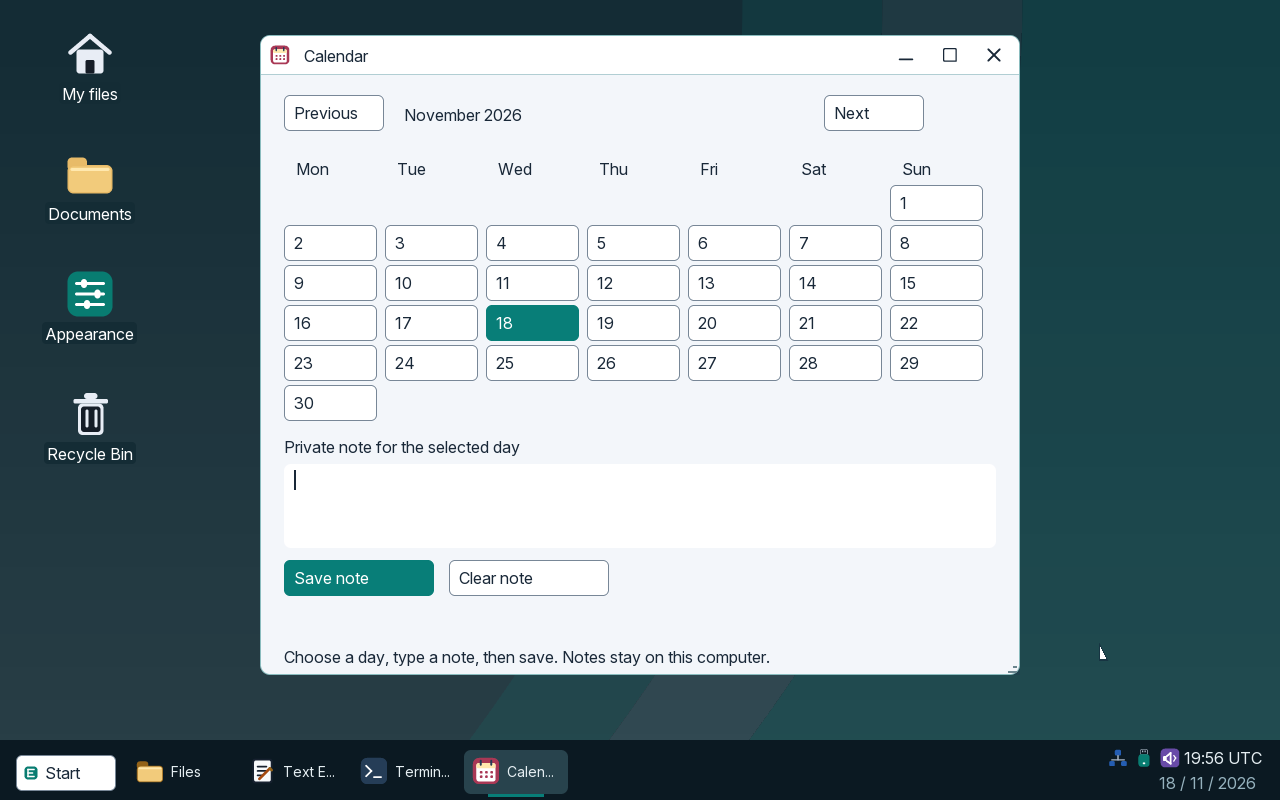 Calendar
My files
Previous
November 2026
Next
Mon Tue Wed Thu Fri Sat Sun
1
2 3 4 5 6 7 8
9 10 11 12 13 14 15
16 17 18 19 20 21 22
23 24 25 26 27 28 29
30
Documents
Appearance
Recycle Bin
Private note for the selected day
Save note
Clear note
Choose a day, type a note, then save. Notes stay on this computer.
Start
Files
Text E...
Termin...
Calen...
19:56 UTC
18 / 11 / 2026